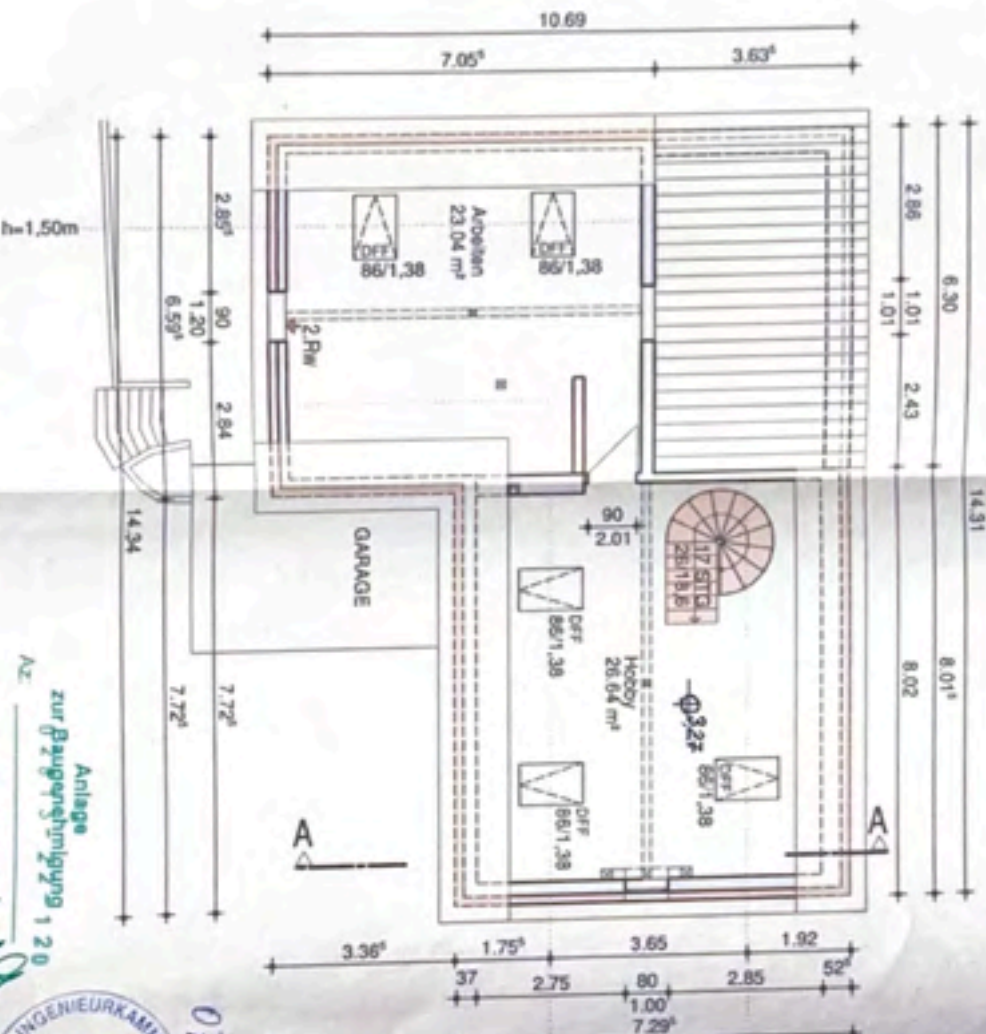 10.69
7.05⁵
3.63⁵
h=1,50m
2.85⁵
90
1.20
6.59⁵
2.84
14.34
7.72⁵
7.72⁵
DFF
86/1,38
Arbeiten
23.04 m²
DFF
86/1,38
2.RW
2.86
1.01
1.01
2.43
6.30
14.31
8.02
8.01⁵
GARAGE
90
2.01
17 STG
26/18,6
DFF
86/1,38
Hobby
26.64 m²
3,27
DFF
86/1,38
DFF
86/1,38
A
A
3.36⁵
1.75⁵
3.65
1.92
37
2.75
80
1.00
2.85
52⁵
7.29⁵
Anlage
zur Baugenehmigung
Az:
INGENIEURKAMM